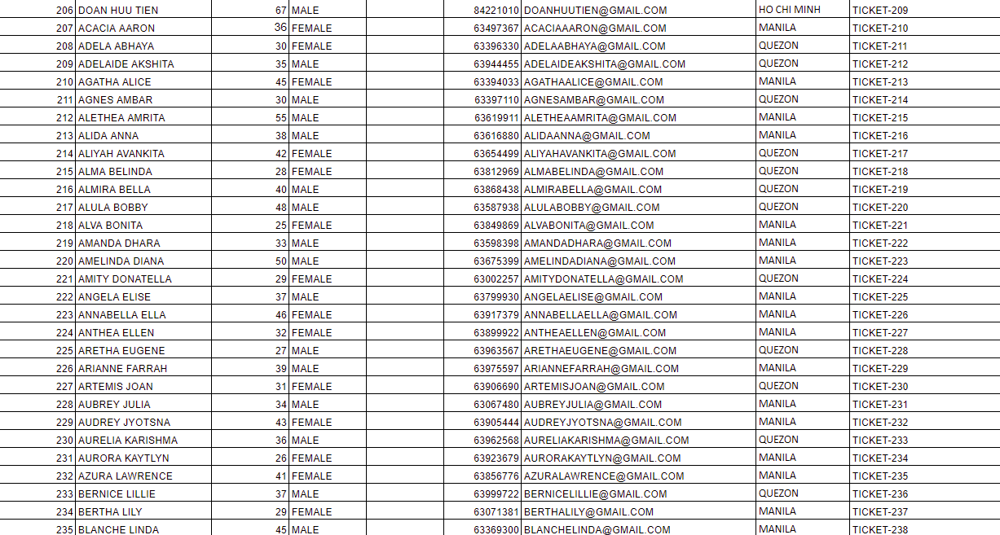 206 DOAN HUU TIEN 67 MALE 84221010 DOANHUUTIEN@GMAIL.COM HO CHI MINH TICKET-209
207 ACACIA AARON 36 FEMALE 63497367 ACACIAAARON@GMAIL.COM MANILA TICKET-210
208 ADELA ABHAYA 30 FEMALE 63396330 ADELAABHAYA@GMAIL.COM QUEZON TICKET-211
209 ADELAIDE AKSHITA 35 MALE 63944455 ADELAIDEAKSHITA@GMAIL.COM QUEZON TICKET-212
210 AGATHA ALICE 45 FEMALE 63394033 AGATHAALICE@GMAIL.COM MANILA TICKET-213
211 AGNES AMBAR 30 MALE 63397110 AGNESAMBAR@GMAIL.COM QUEZON TICKET-214
212 ALETHEA AMRITA 55 MALE 63619911 ALETHEAAMRITA@GMAIL.COM MANILA TICKET-215
213 ALIDA ANNA 38 MALE 63616880 ALIDAANNA@GMAIL.COM MANILA TICKET-216
214 ALIYAH AVANKITA 42 FEMALE 63654499 ALIYAHAVANKITA@GMAIL.COM QUEZON TICKET-217
215 ALMA BELINDA 28 FEMALE 63812969 ALMABELINDA@GMAIL.COM QUEZON TICKET-218
216 ALMIRA BELLA 40 MALE 63868438 ALMIRABELLA@GMAIL.COM QUEZON TICKET-219
217 ALULA BOBBY 48 MALE 63587938 ALULABOBBY@GMAIL.COM QUEZON TICKET-220
218 ALVA BONITA 25 FEMALE 63849869 ALVABONITA@GMAIL.COM MANILA TICKET-221
219 AMANDA DHARA 33 MALE 63598398 AMANDADHARA@GMAIL.COM MANILA TICKET-222
220 AMELINDA DIANA 50 MALE 63675399 AMELINDADIANA@GMAIL.COM MANILA TICKET-223
221 AMITY DONATELLA 29 FEMALE 63002257 AMITYDONATELLA@GMAIL.COM QUEZON TICKET-224
222 ANGELA ELISE 37 MALE 63799930 ANGELAELISE@GMAIL.COM MANILA TICKET-225
223 ANNABELLA ELLA 46 FEMALE 63917379 ANNABELLAELLA@GMAIL.COM MANILA TICKET-226
224 ANTHEA ELLEN 32 FEMALE 63899922 ANTHEAELLEN@GMAIL.COM MANILA TICKET-227
225 ARETHA EUGENE 27 MALE 63963567 ARETHAEUGENE@GMAIL.COM QUEZON TICKET-228
226 ARIANNE FARRAH 39 MALE 63975597 ARIANNEFARRAH@GMAIL.COM MANILA TICKET-229
227 ARTEMIS JOAN 31 FEMALE 63906690 ARTEMISJOAN@GMAIL.COM QUEZON TICKET-230
228 AUBREY JULIA 34 MALE 63067480 AUBREYJULIA@GMAIL.COM MANILA TICKET-231
229 AUDREY JYOTSNA 43 FEMALE 63905444 AUDREYJYOTSNA@GMAIL.COM MANILA TICKET-232
230 AURELIA KARISHMA 36 MALE 63962568 AURELIAKARISHMA@GMAIL.COM QUEZON TICKET-233
231 AURORA KAYTLYN 26 FEMALE 63923679 AURORAKAYTLYN@GMAIL.COM MANILA TICKET-234
232 AZURA LAWRENCE 41 FEMALE 63856776 AZURALAWRENCE@GMAIL.COM MANILA TICKET-235
233 BERNICE LILLIE 37 MALE 63999722 BERNICELILLIE@GMAIL.COM QUEZON TICKET-236
234 BERTHA LILY 29 FEMALE 63071381 BERTHALILY@GMAIL.COM MANILA TICKET-237
235 BLANCHE LINDA 45 MALE 63369300 BLANCHELINDA@GMAIL.COM MANILA TICKET-238